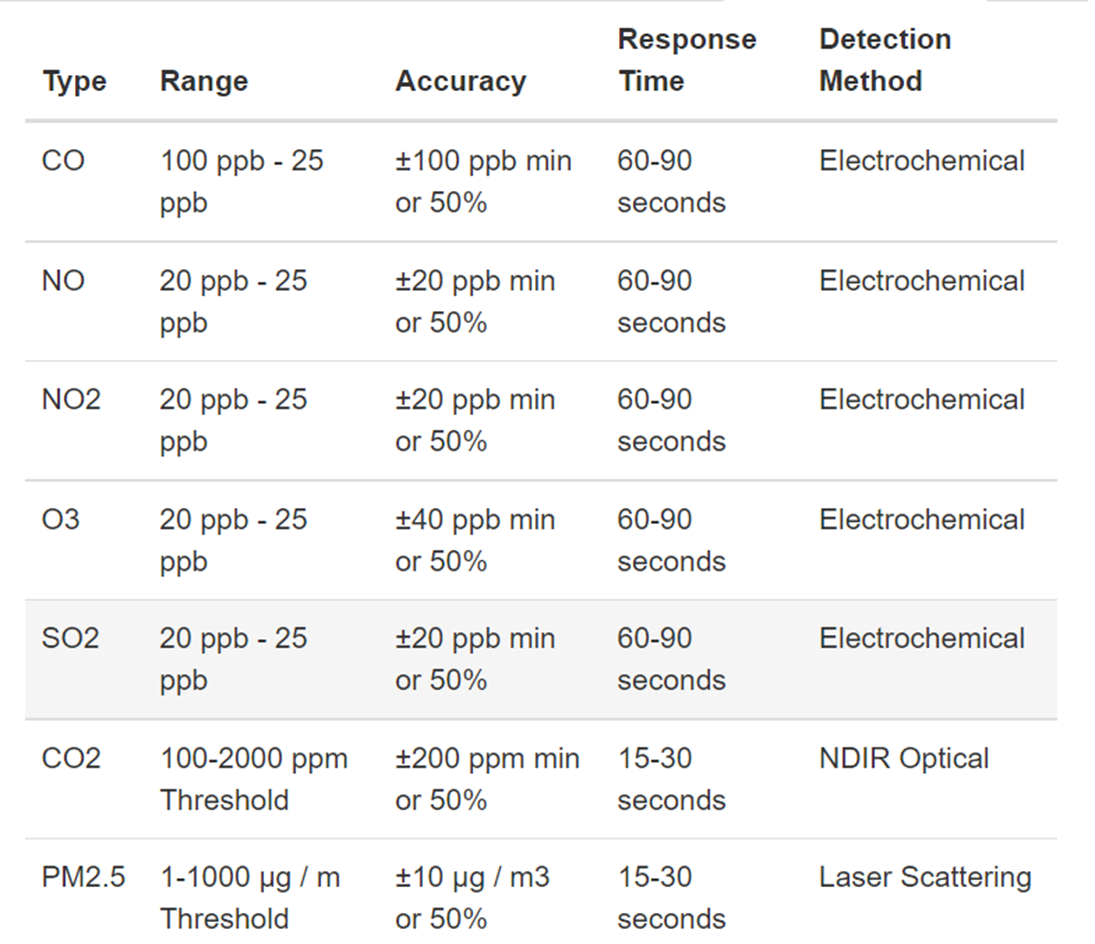 Type Range Accuracy Response Time Detection Method
CO 100 ppb - 25 ppb ±100 ppb min or 50% 60-90 seconds Electrochemical
NO 20 ppb - 25 ppb ±20 ppb min or 50% 60-90 seconds Electrochemical
NO2 20 ppb - 25 ppb ±20 ppb min or 50% 60-90 seconds Electrochemical
O3 20 ppb - 25 ppb ±40 ppb min or 50% 60-90 seconds Electrochemical
SO2 20 ppb - 25 ppb ±20 ppb min or 50% 60-90 seconds Electrochemical
CO2 100-2000 ppm Threshold ±200 ppm min or 50% 15-30 seconds NDIR Optical
PM2.5 1-1000 µg / m Threshold ±10 µg / m3 or 50% 15-30 seconds Laser Scattering